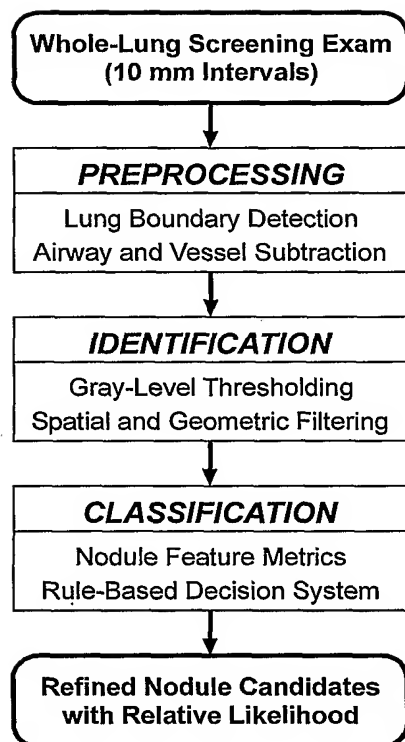 Whole-Lung Screening Exam
(10 mm Intervals)
PREPROCESSING
Lung Boundary Detection
Airway and Vessel Subtraction
IDENTIFICATION
Gray-Level Thresholding
Spatial and Geometric Filtering
CLASSIFICATION
Nodule Feature Metrics
Rule-Based Decision System
Refined Nodule Candidates
with Relative Likelihood